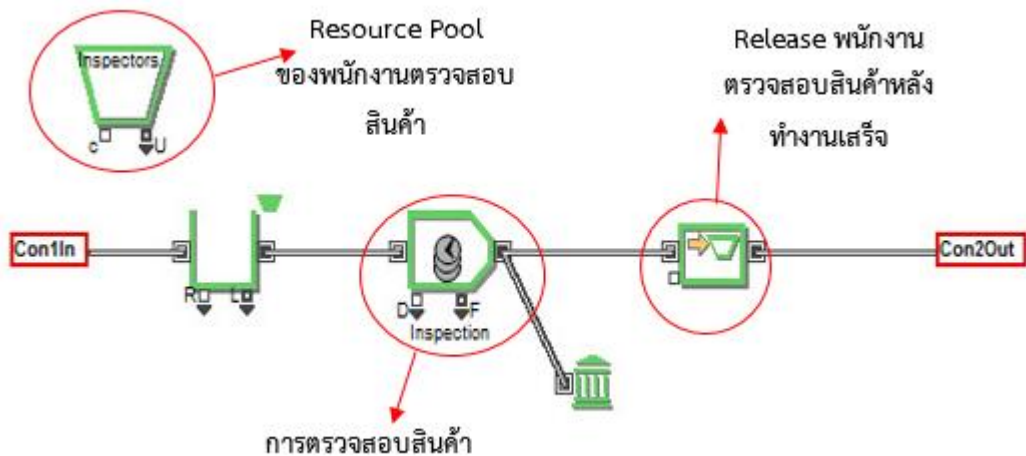 Resource Pool
ของพนักงานตรวจสอบ
สินค้า
Release พนักงาน
ตรวจสอบสินค้าหลัง
ทำงานเสร็จ
Inspectors
c U
Con1In
R L
D F
Inspection
Con2Out
การตรวจสอบสินค้า